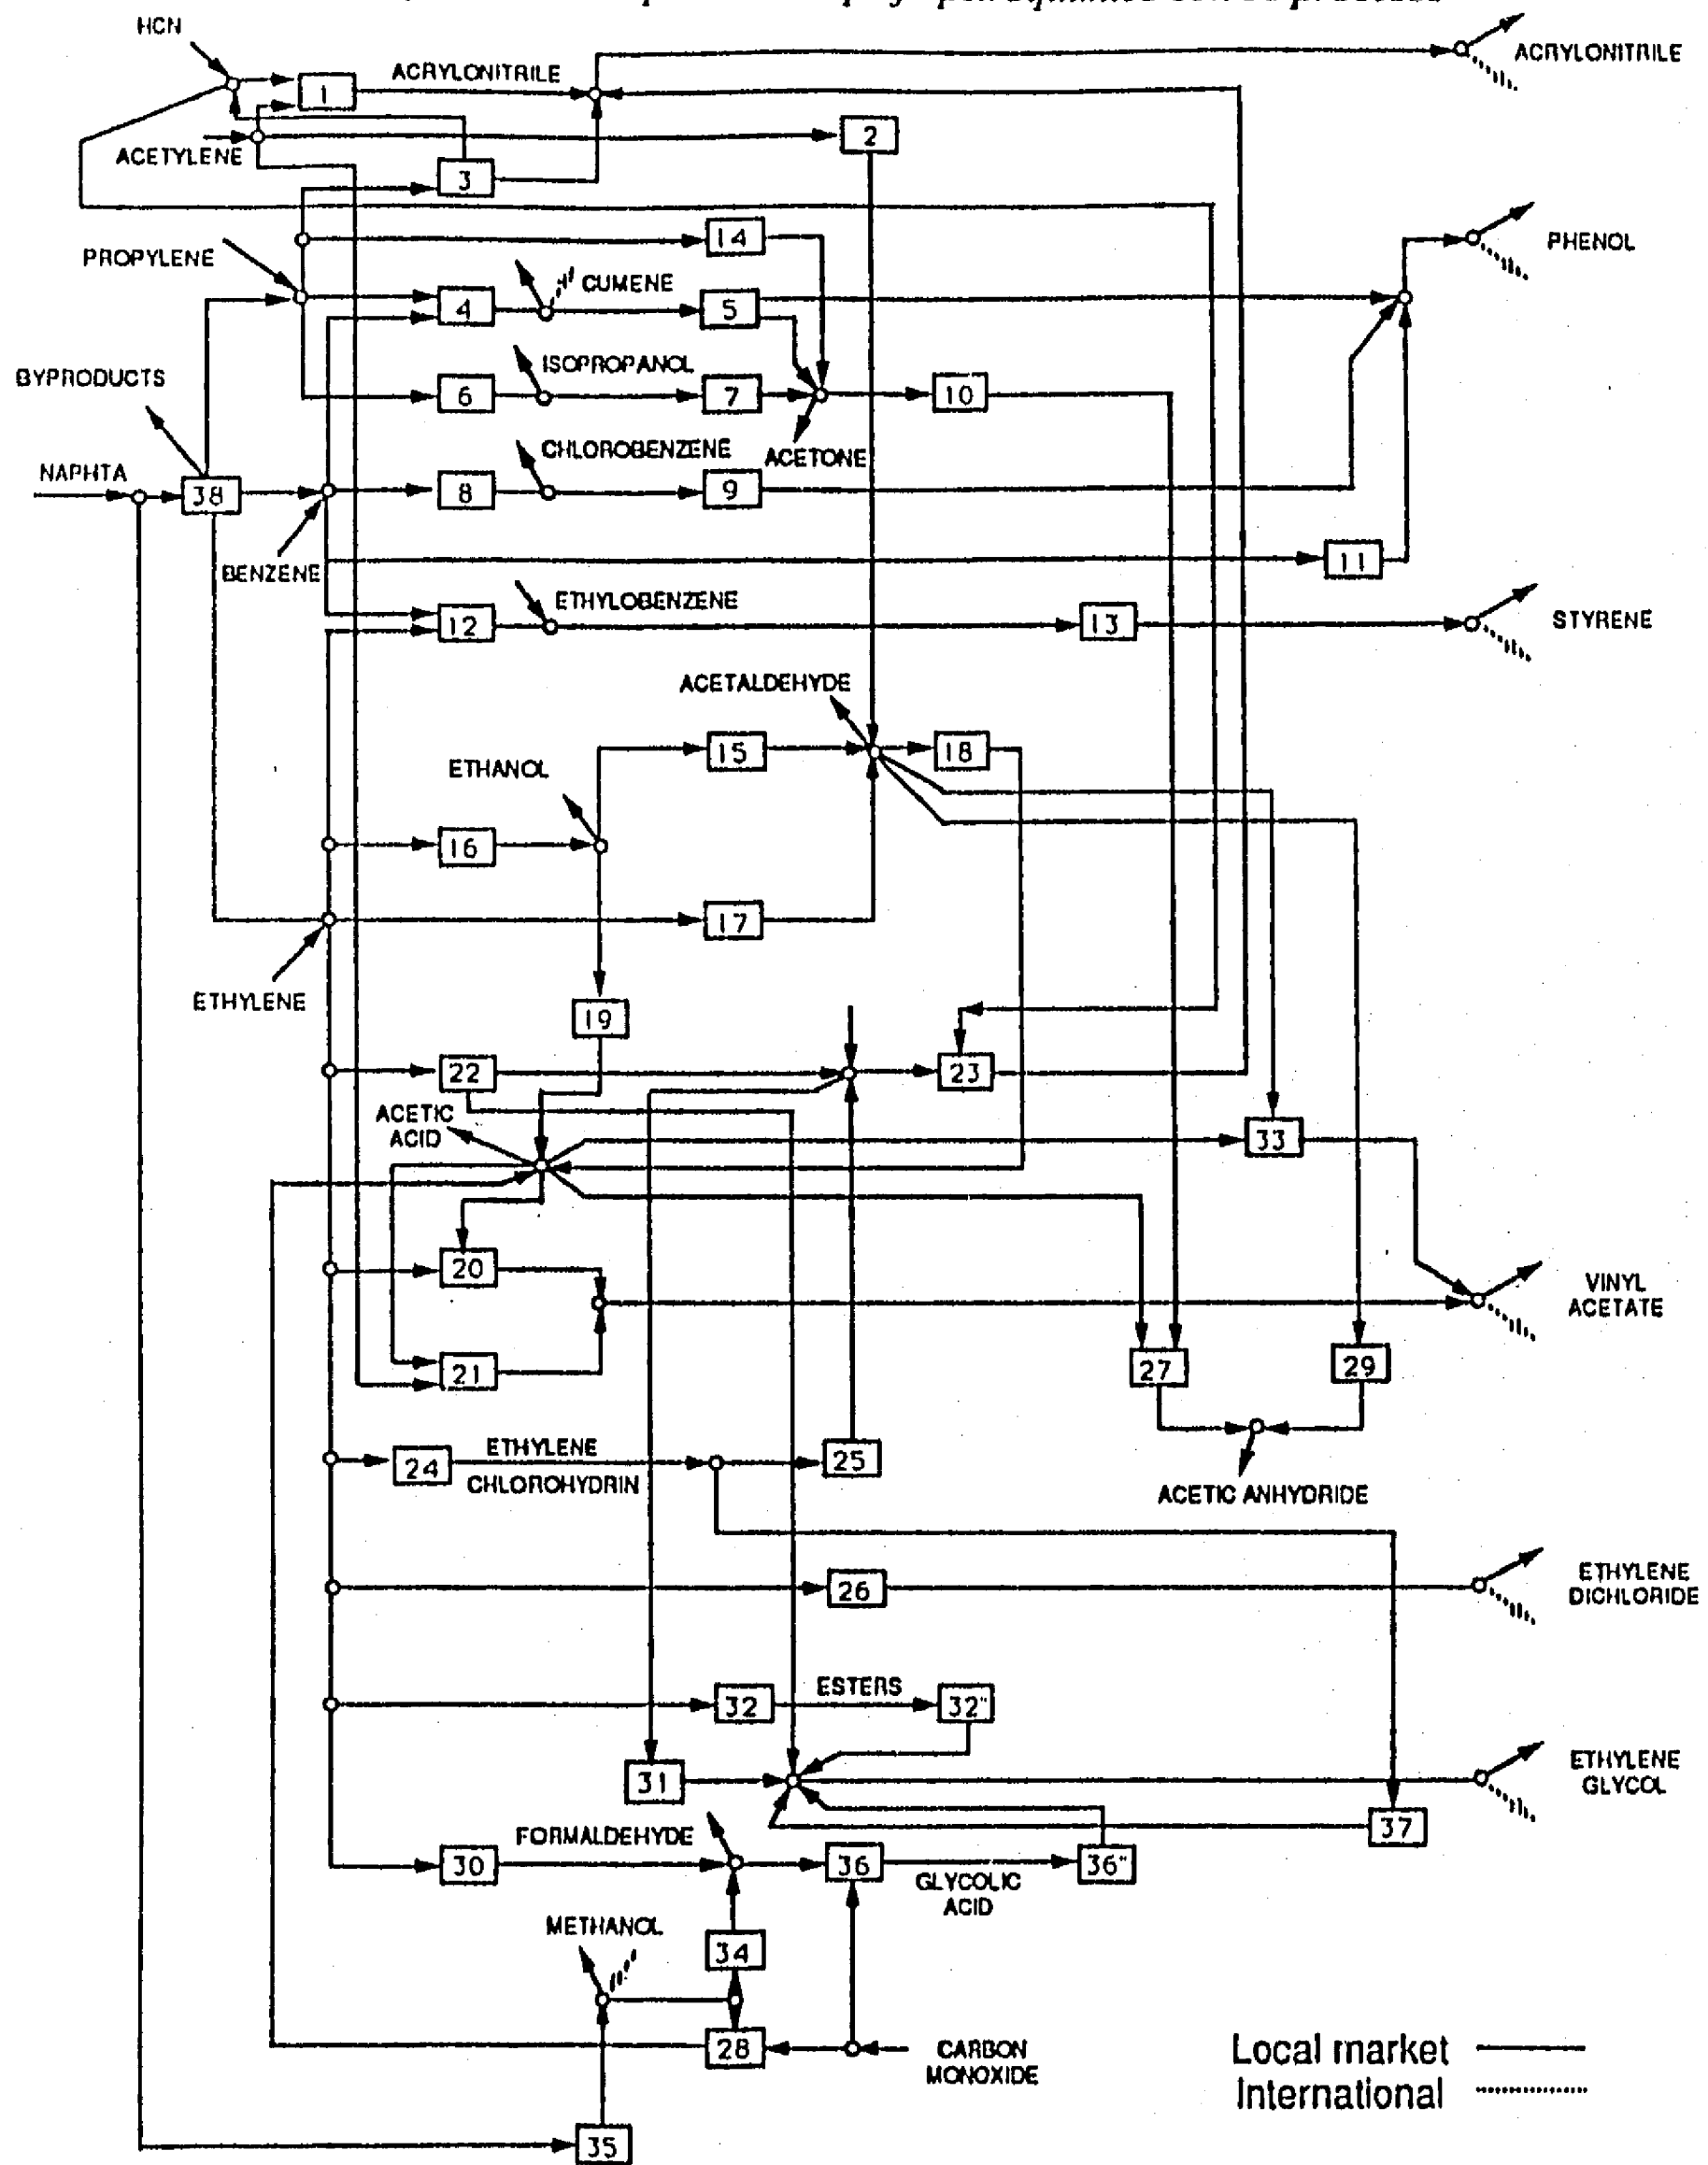 HCN
ACRYLONITRILE
ACRYLONITRILE
1
2
ACETYLENE
3
PROPYLENE
14
PHENOL
CUMENE
4
5
BYPRODUCTS
ISOPROPANOL
6
7
10
CHLOROBENZENE
ACETONE
NAPHTA
38
8
9
BENZENE
11
ETHYLOBENZENE
12
13
STYRENE
ACETALDEHYDE
15
18
ETHANOL
16
17
ETHYLENE
19
22
23
ACETIC
ACID
33
20
VINYL
ACETATE
21
27
29
ETHYLENE
CHLOROHYDRIN
24
25
ACETIC ANHYDRIDE
26
ETHYLENE
DICHLORIDE
32
ESTERS
32"
31
ETHYLENE
GLYCOL
37
FORMALDEHYDE
30
36
36"
GLYCOLIC
ACID
METHANOL
34
28
CARBON
MONOXIDE
35
Local market
International